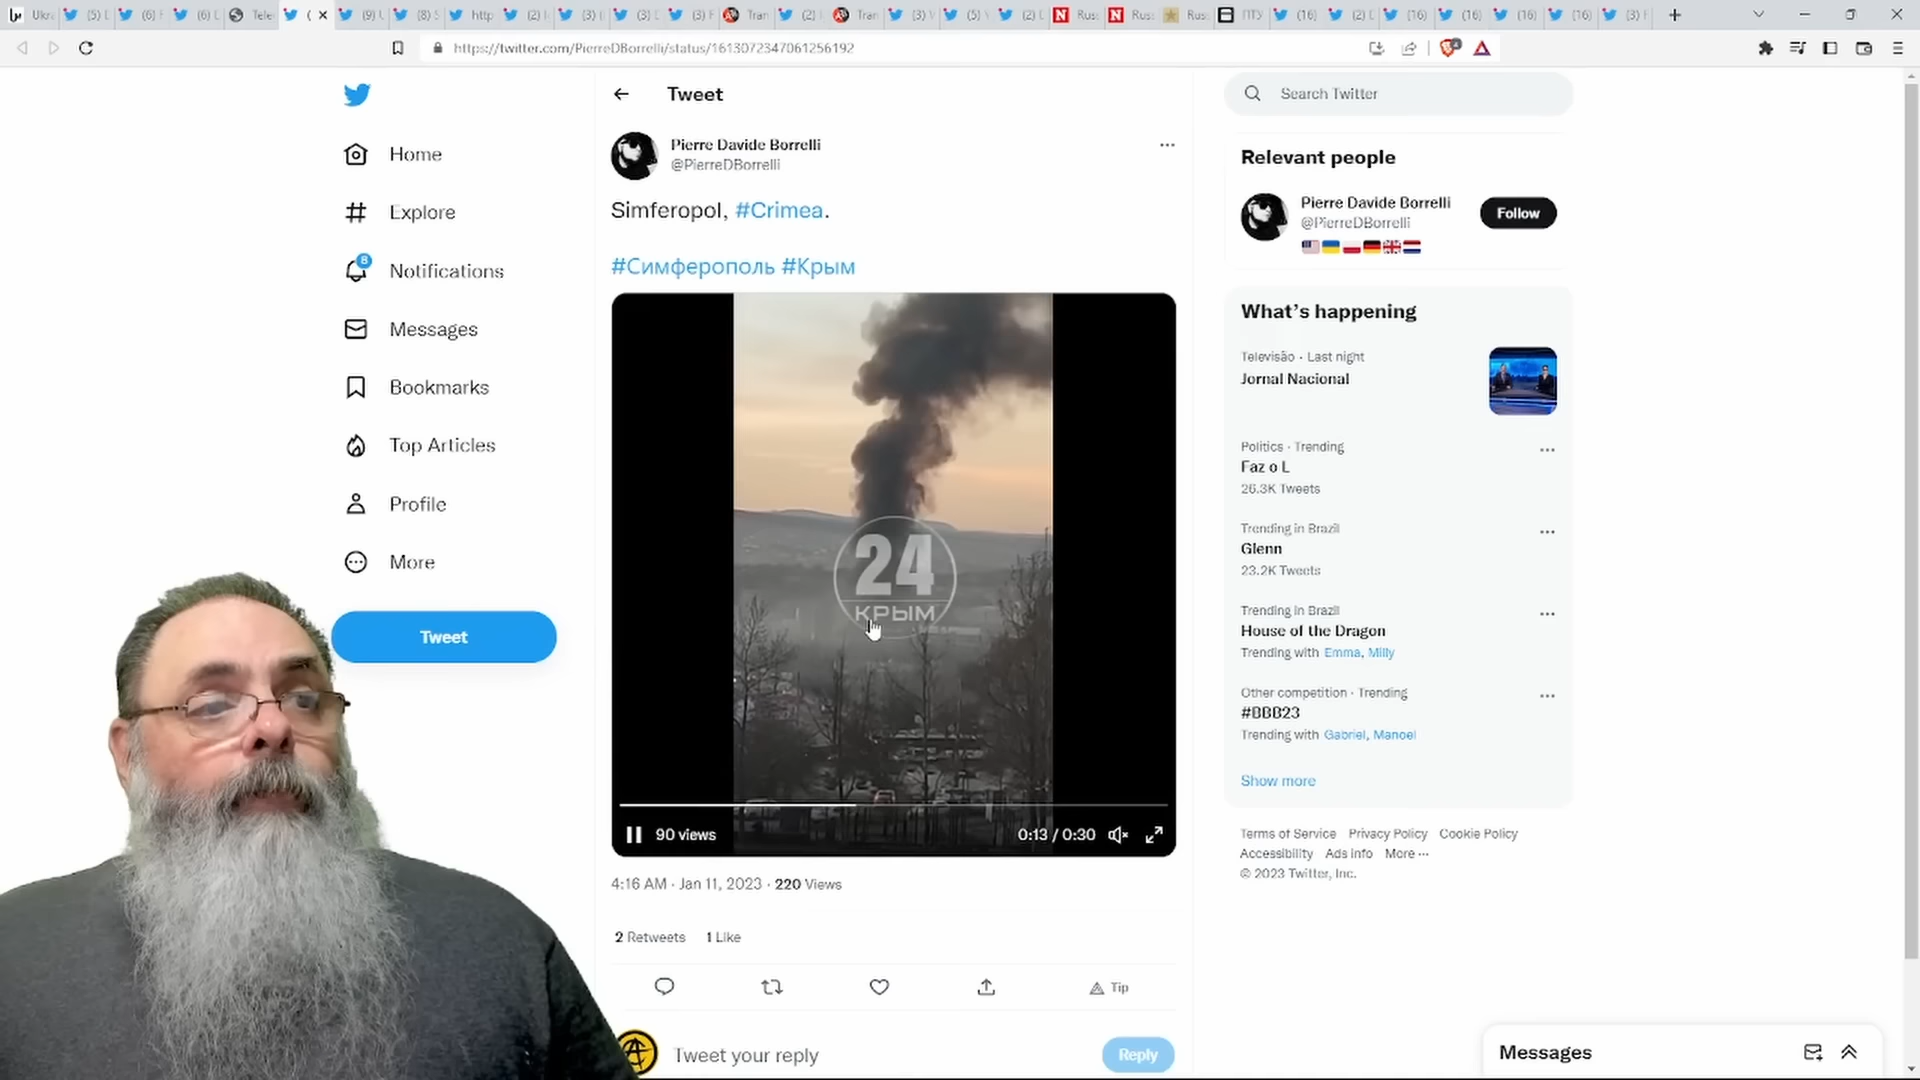 https://twitter.com/PierreDBorrelli/status/1613072347061256192
Home
Explore
8
Notifications
Messages
Bookmarks
Top Articles
Profile
More
Tweet
Tweet
Pierre Davide Borrelli
@PierreDBorrelli
Simferopol, #Crimea.
#Симферополь #Крым
24
КРЫМ
90 views
0:13 / 0:30
4:16 AM · Jan 11, 2023 · 220 Views
2 Retweets 1 Like
Tip
Tweet your reply
Reply
Search Twitter
Relevant people
Pierre Davide Borrelli
@PierreDBorrelli
Follow
What's happening
Televisão · Last night
Jornal Nacional
Politics · Trending
Faz o L
26.3K Tweets
Trending in Brazil
Glenn
23.2K Tweets
Trending in Brazil
House of the Dragon
Trending with Emma, Milly
Other competition · Trending
#BBB23
Trending with Gabriel, Manoel
Show more
Terms of Service Privacy Policy Cookie Policy
Accessibility Ads info More ···
© 2023 Twitter, Inc.
Messages